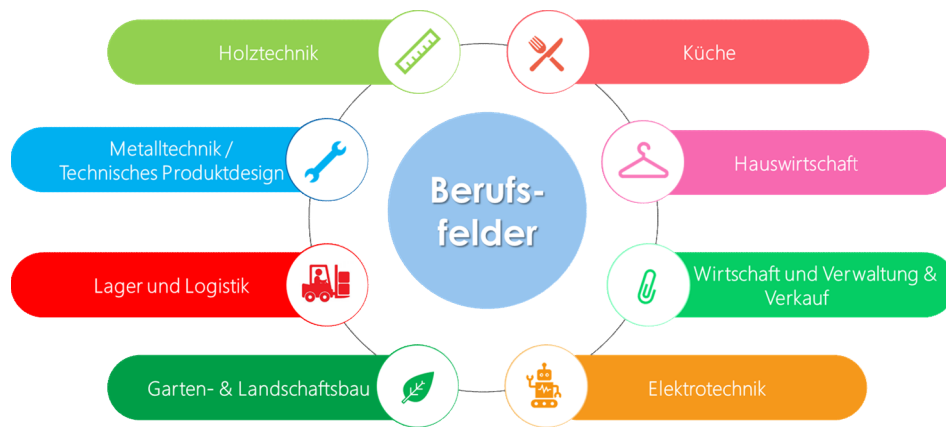 Holztechnik
Küche
Metalltechnik /
Technisches Produktdesign
Hauswirtschaft
Berufs-
felder
Lager und Logistik
Wirtschaft und Verwaltung &
Verkauf
Garten- & Landschaftsbau
Elektrotechnik